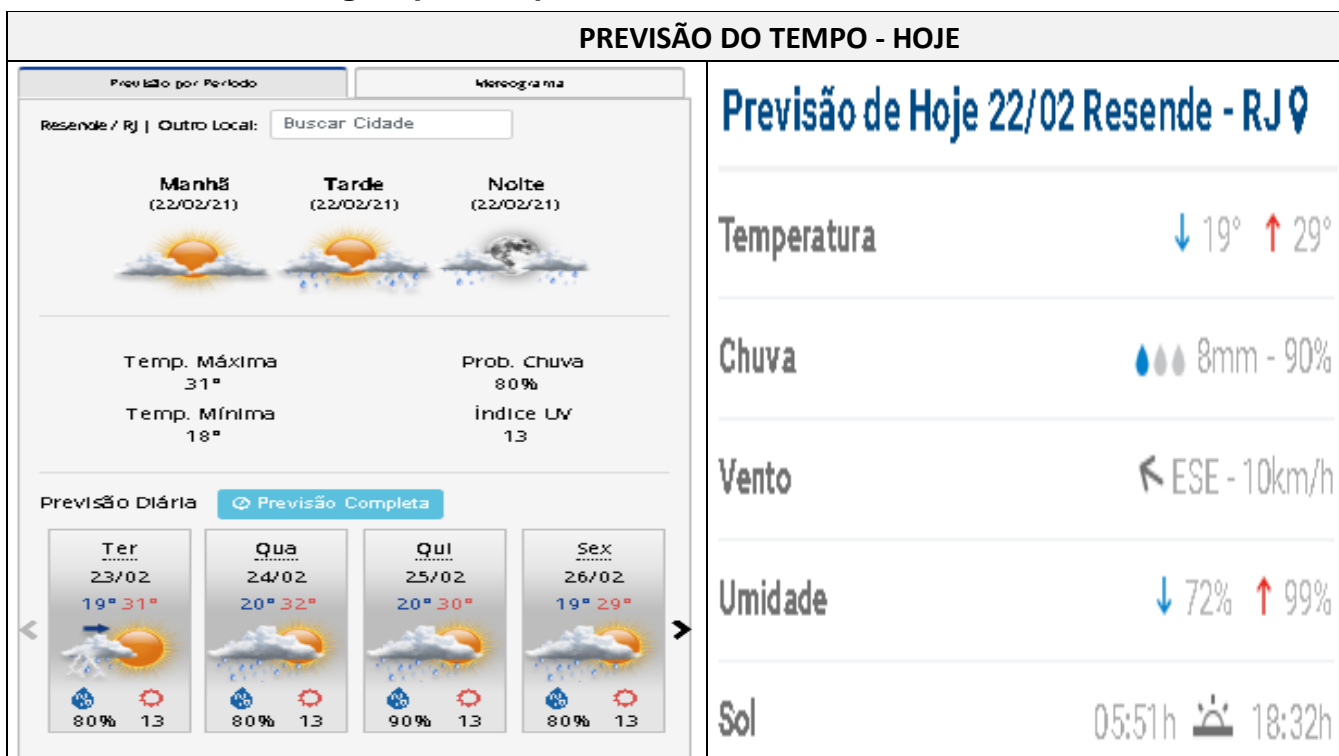 PREVISÃO DO TEMPO - HOJE
Previsão por Período
Meteograma
Resende / RJ | Outro Local: Buscar Cidade
Manhã Tarde Noite
(22/02/21) (22/02/21) (22/02/21)
Temp. Máxima Prob. Chuva
31° 80%
Temp. Mínima Índice UV
18° 13
Previsão Diária Previsão Completa
Ter Qua Qui Sex
23/02 24/02 25/02 26/02
19° 31° 20° 32° 20° 30° 19° 29°
80% 13 80% 13 90% 13 80% 13
Previsão de Hoje 22/02 Resende - RJ
Temperatura ↓ 19° ↑ 29°
Chuva 8mm - 90%
Vento ESE - 10km/h
Umidade ↓ 72% ↑ 99%
Sol 05:51h 18:32h